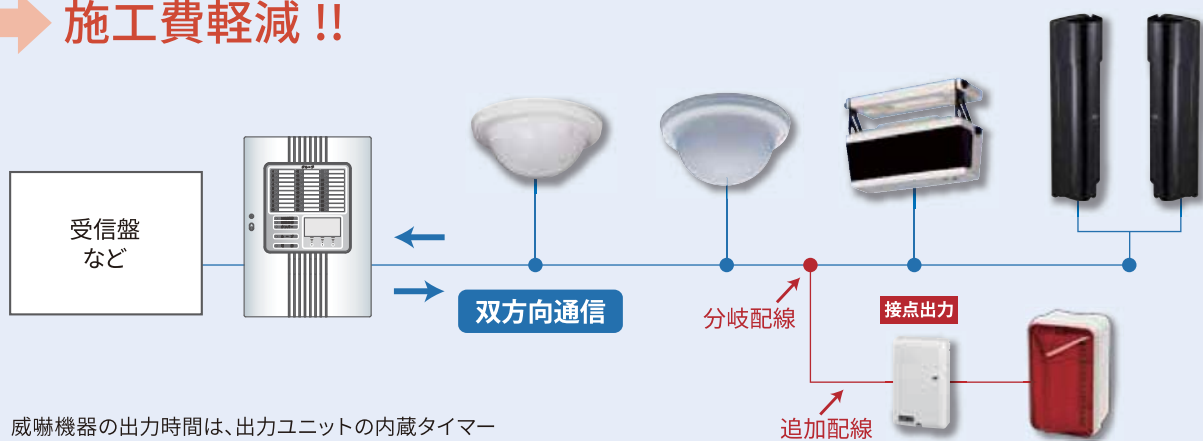 施工費軽減!!
受信盤
など
双方向通信
分岐配線
接点出力
追加配線
威嚇機器の出力時間は、出力ユニットの内蔵タイマー